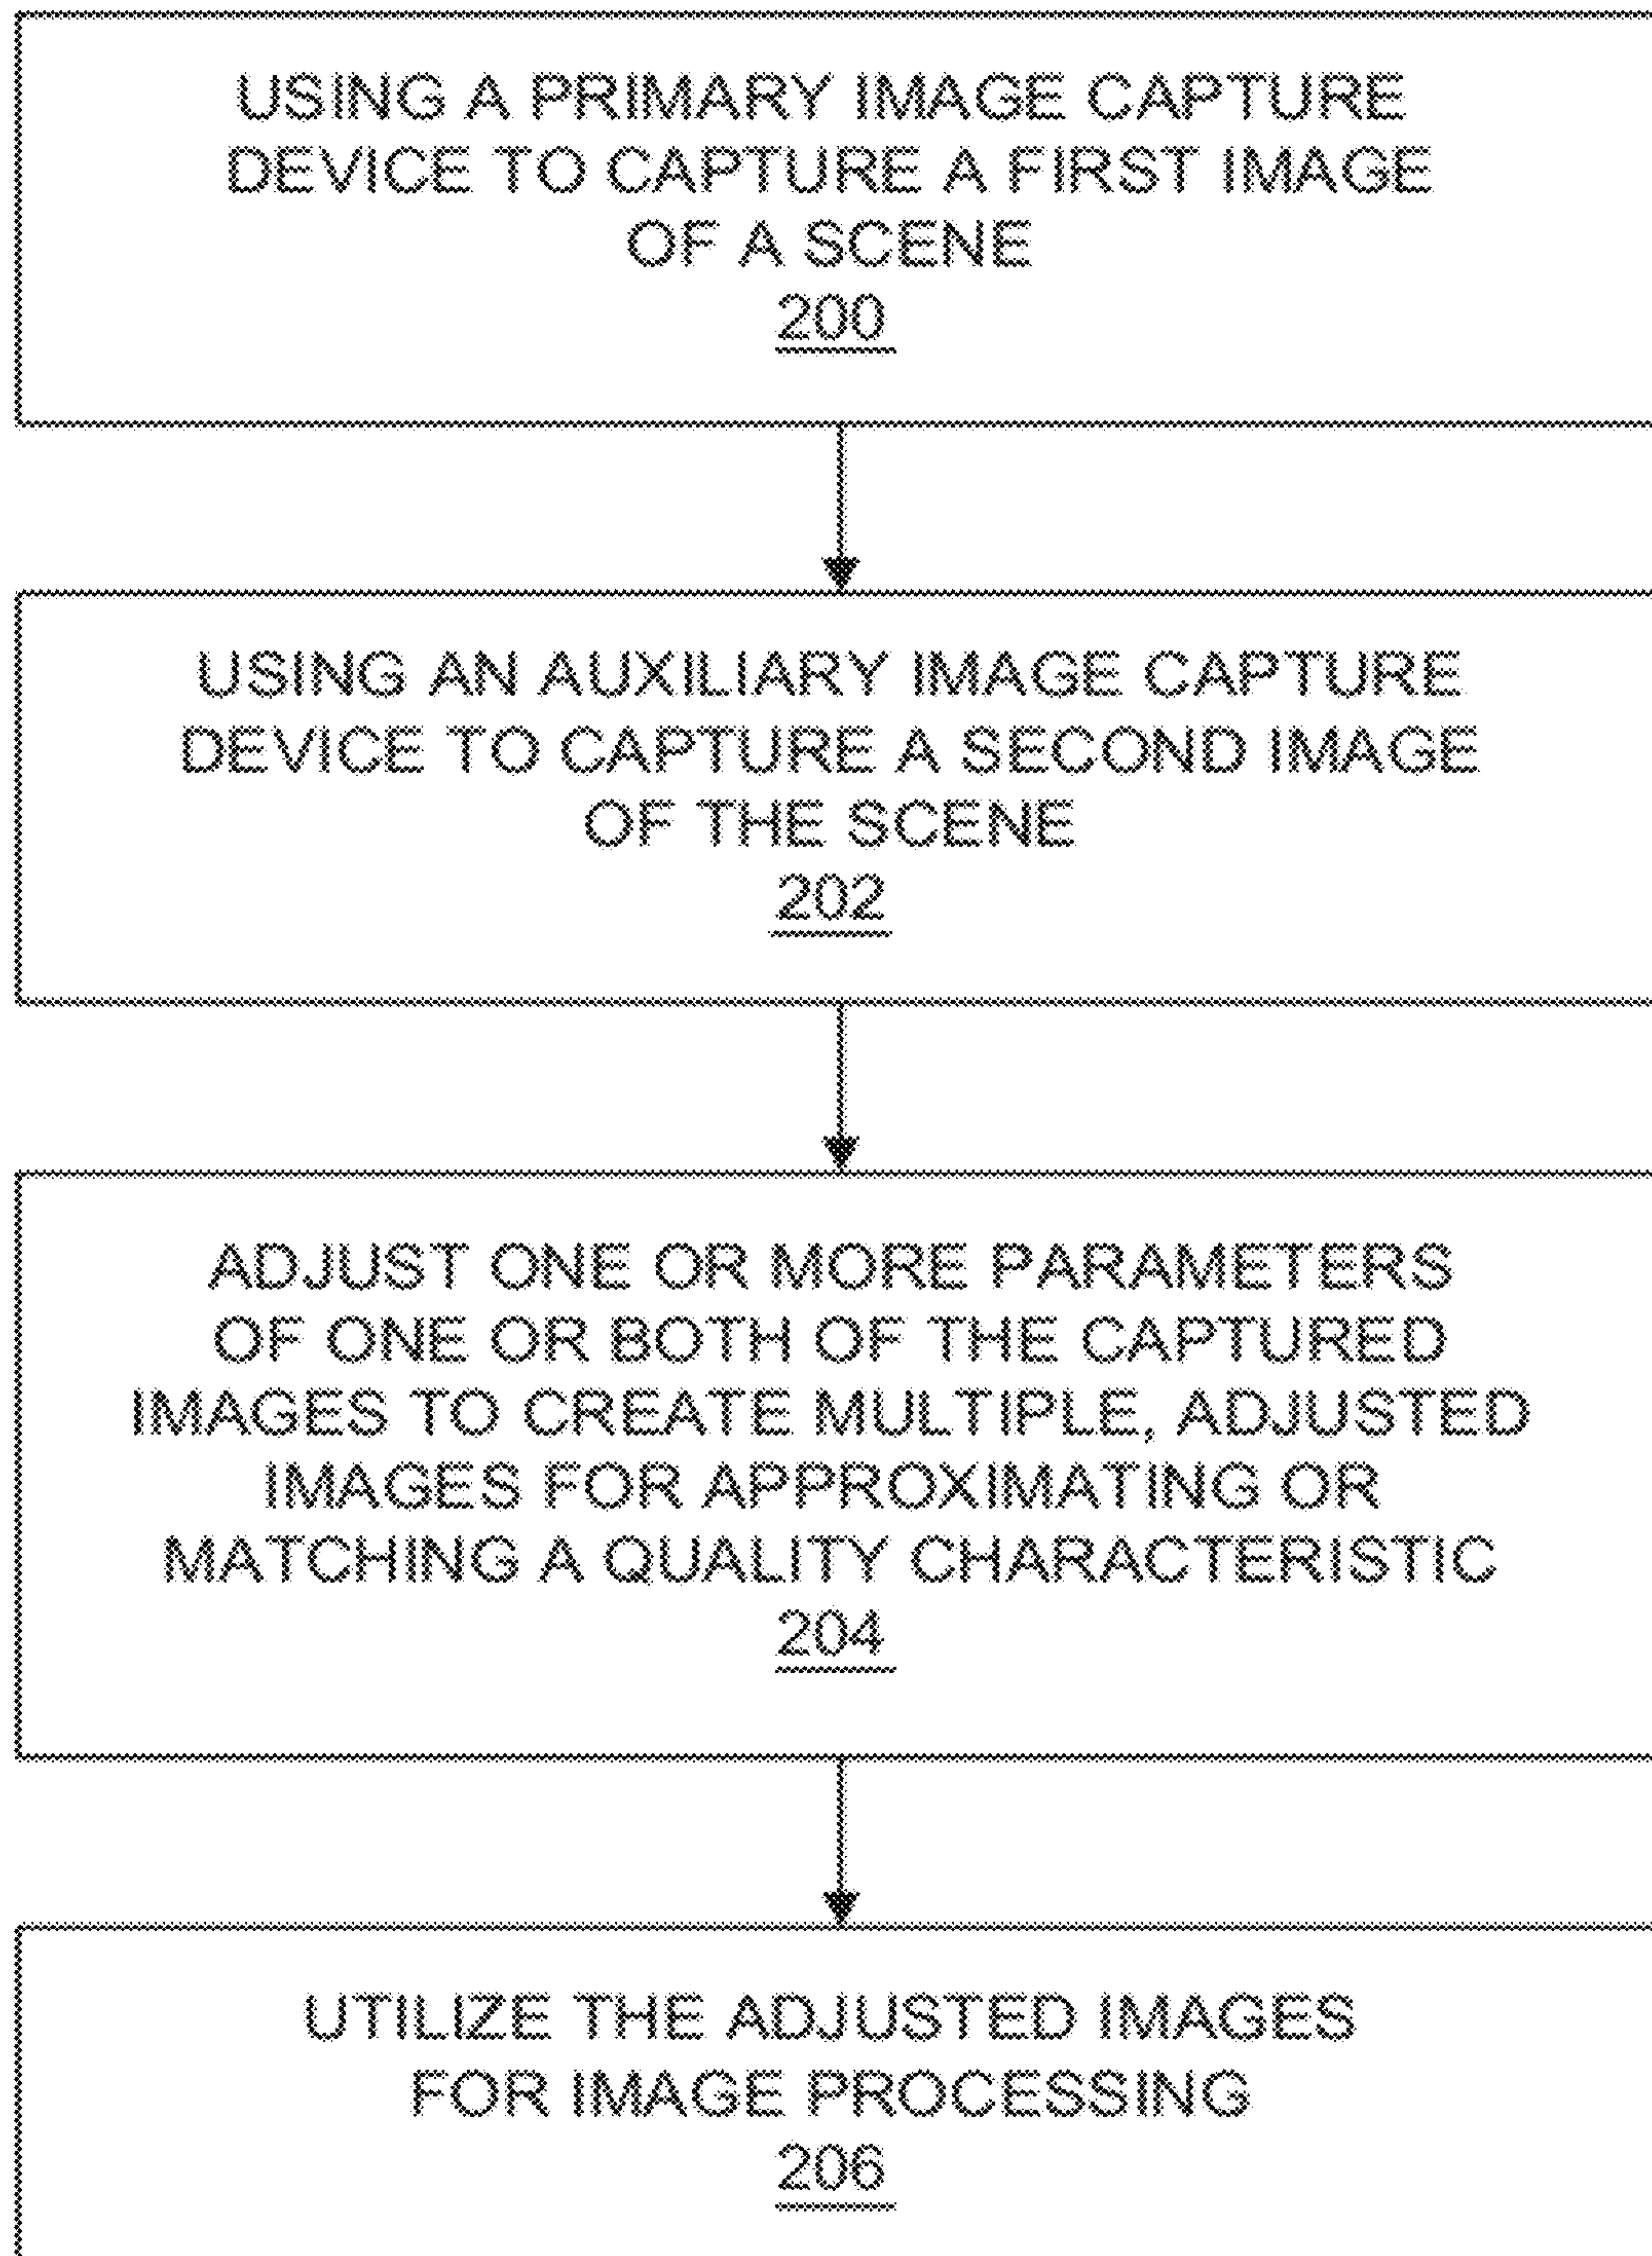 USING A PRIMARY IMAGE CAPTURE
DEVICE TO CAPTURE A FIRST IMAGE
OF A SCENE
200
USING AN AUXILIARY IMAGE CAPTURE
DEVICE TO CAPTURE A SECOND IMAGE
OF THE SCENE
202
ADJUST ONE OR MORE PARAMETERS
OF ONE OR BOTH OF THE CAPTURED
IMAGES TO CREATE MULTIPLE, ADJUSTED
IMAGES FOR APPROXIMATING OR
MATCHING A QUALITY CHARACTERISTIC
204
UTILIZE THE ADJUSTED IMAGES
FOR IMAGE PROCESSING
206